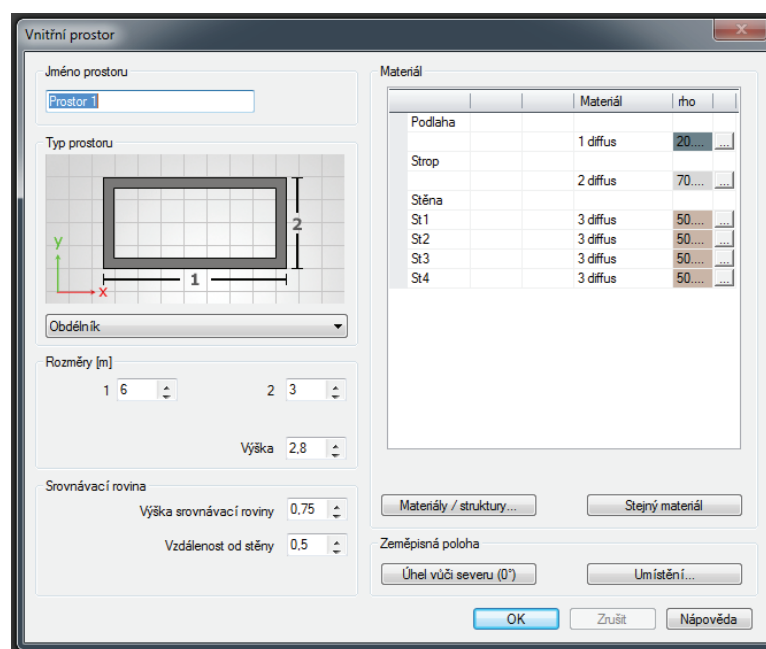 Vnitřní prostor
Jméno prostoru
Prostor 1
Typ prostoru
y
x
1
2
Obdélník
Rozměry [m]
1 6 2 3
Výška 2,8
Srovnávací rovina
Výška srovnávací roviny 0,75
Vzdálenost od stěny 0,5
Materiál
Materiál rho
Podlaha
1 diffus 20.... ...
Strop
2 diffus 70.... ...
Stěna
St1 3 diffus 50.... ...
St2 3 diffus 50.... ...
St3 3 diffus 50.... ...
St4 3 diffus 50.... ...
Materiály / struktury... Stejný materiál
Zeměpisná poloha
Úhel vůči severu (0°) Umístění...
OK Zrušit Nápověda